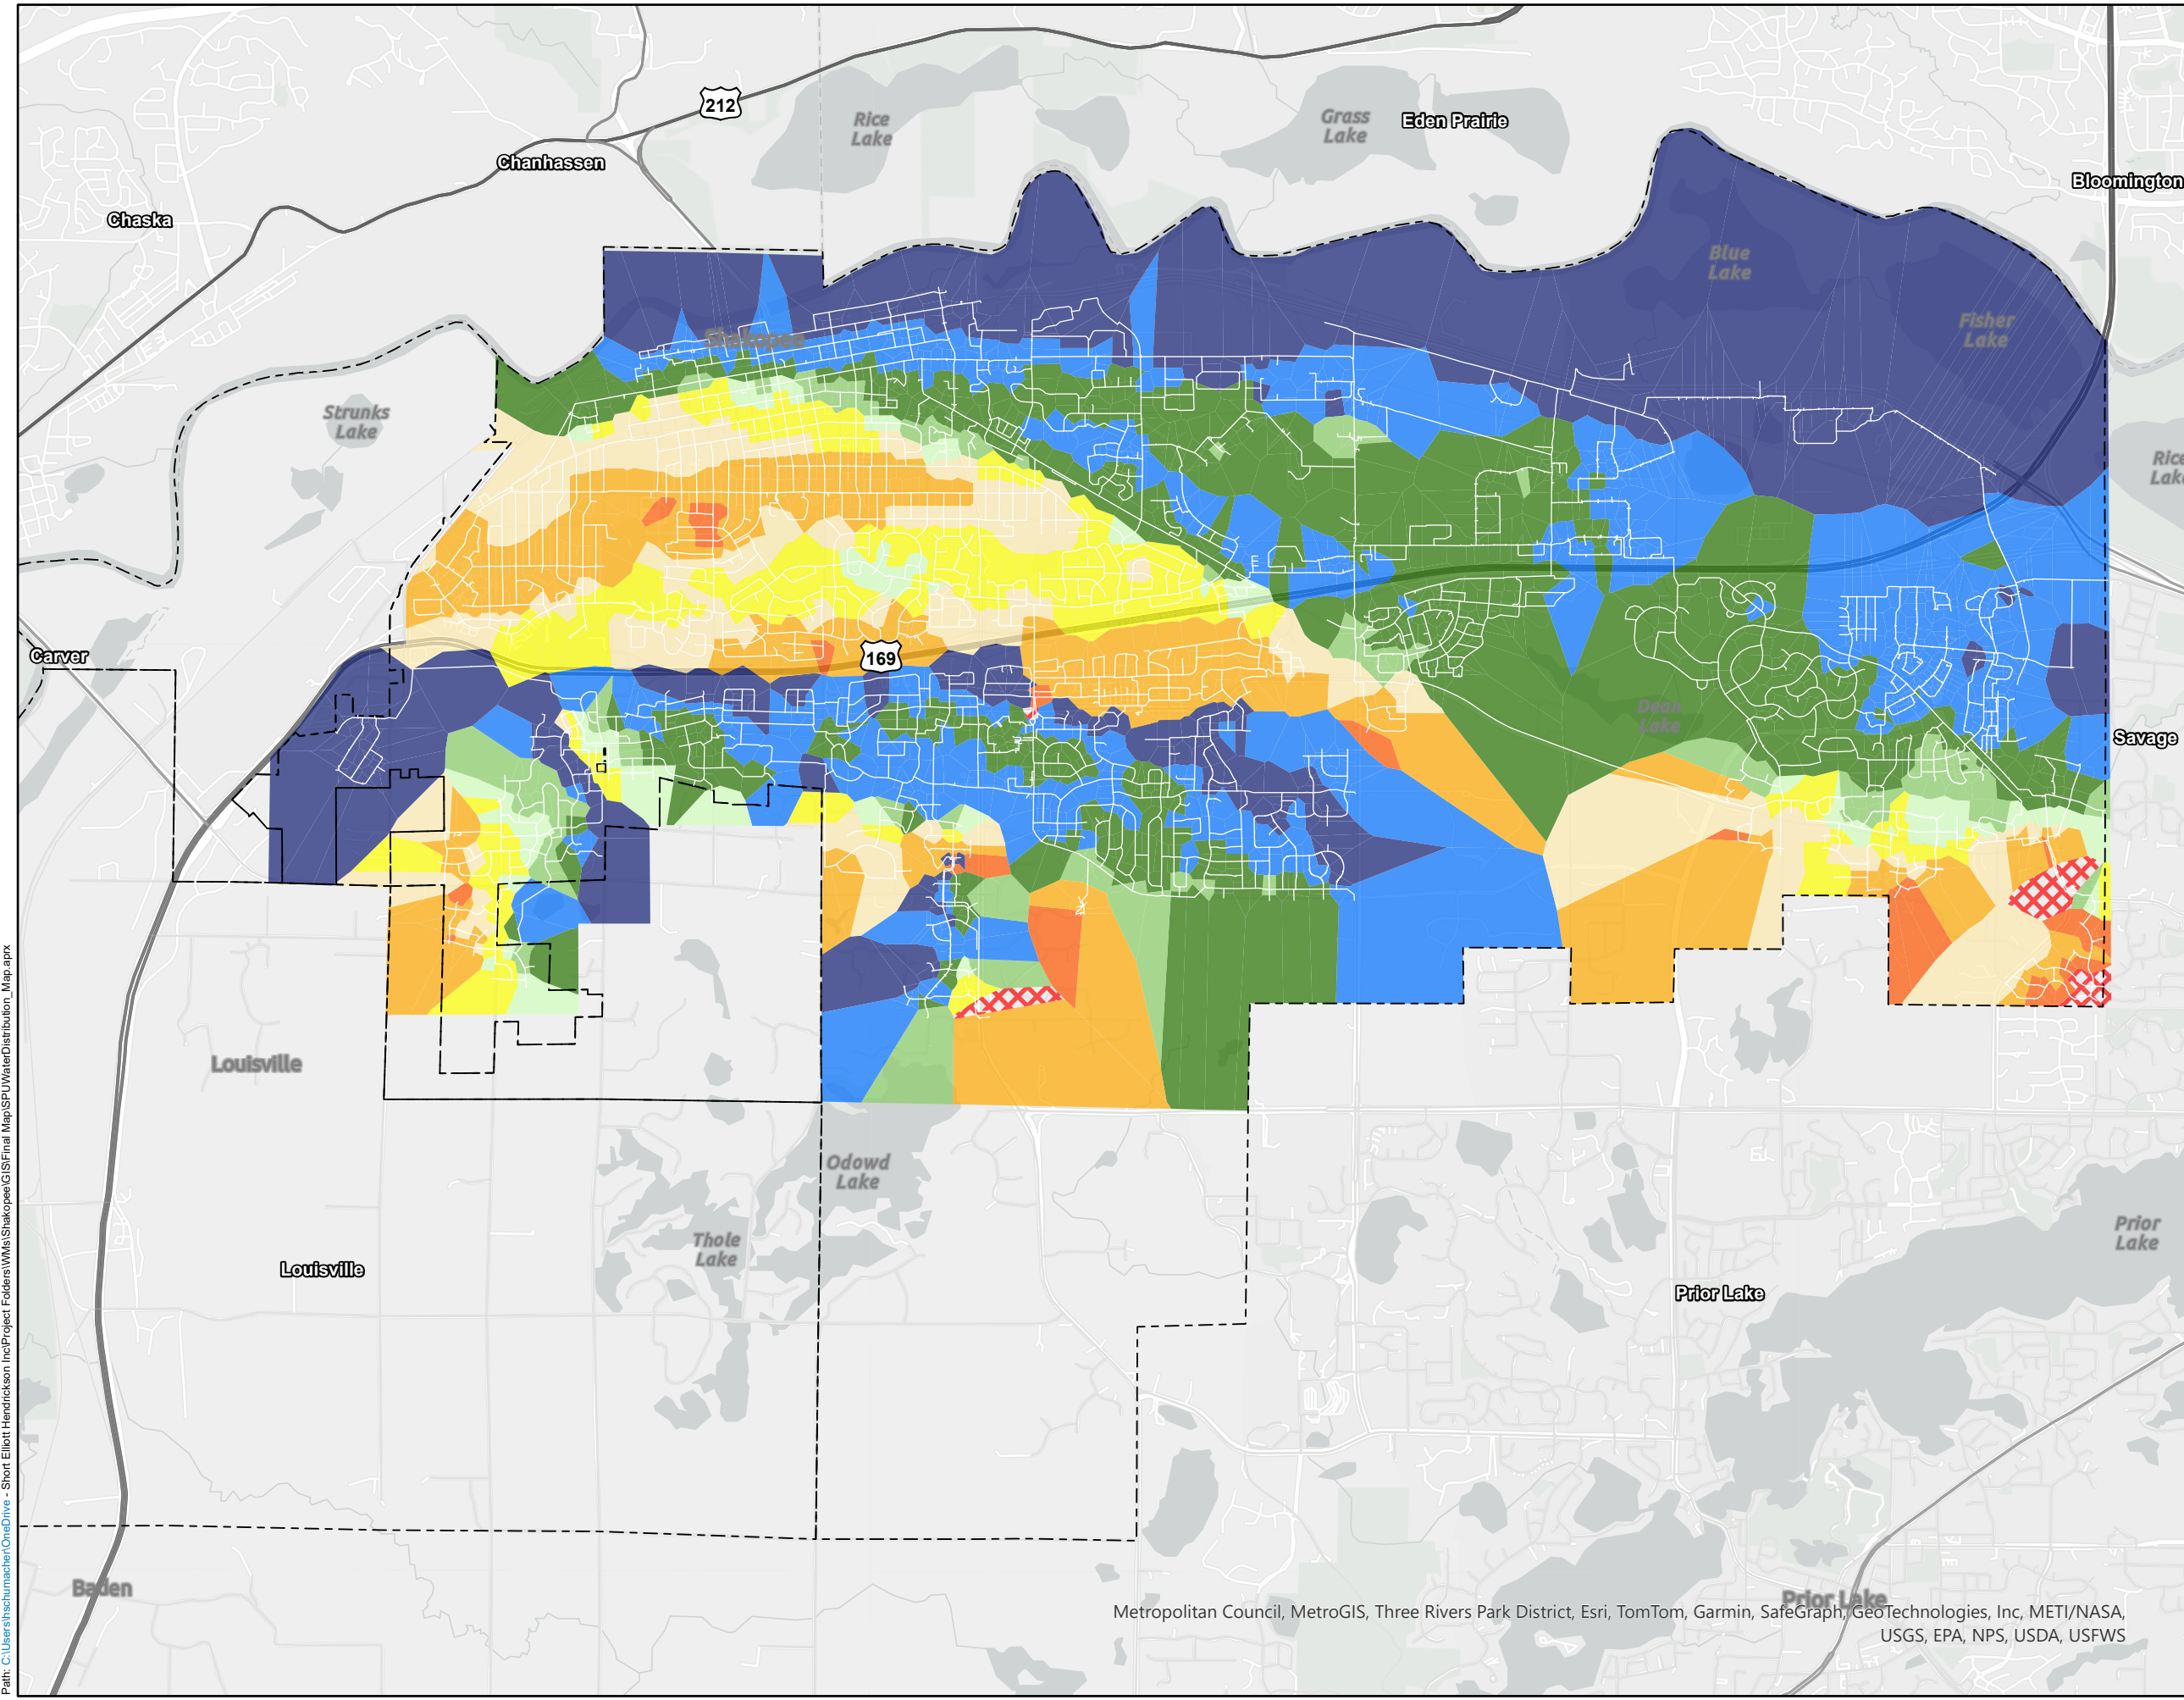 212
Rice
Lake
Grass
Lake
Eden Prairie
Chanhassen
Bloomington
Chaska
Blue
Lake
Fisher
Lake
Shakopee
Strunks
Lake
Rice
Lake
Carver
169
Dean
Lake
Savage
Louisville
Odowd
Lake
Thole
Lake
Prior
Lake
Louisville
Prior Lake
Baden
Prior Lake
Metropolitan Council, MetroGIS, Three Rivers Park District, Esri, TomTom, Garmin, SafeGraph, GeoTechnologies, Inc, METI/NASA,
USGS, EPA, NPS, USDA, USFWS
Path: C:\Users\hschumacher\OneDrive - Short Elliott Hendrickson Inc\Project Folders\WMs\Shakopee\GIS\Final Map\SPUWaterDistribution_Map.aprx